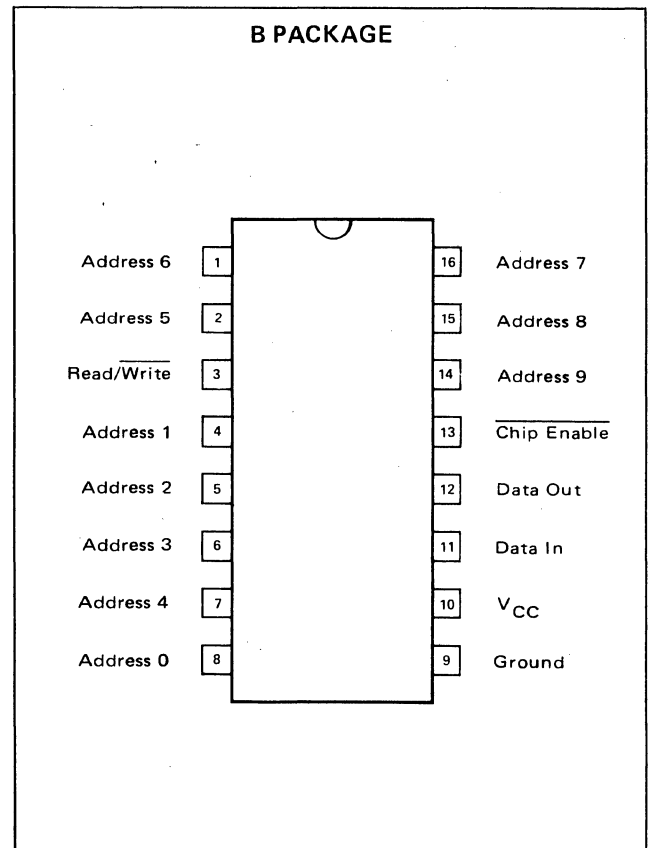 B PACKAGE
Address 6 1 16 Address 7
Address 5 2 15 Address 8
Read/Write 3 14 Address 9
Address 1 4 13 Chip Enable
Address 2 5 12 Data Out
Address 3 6 11 Data In
Address 4 7 10 VCC
Address 0 8 9 Ground